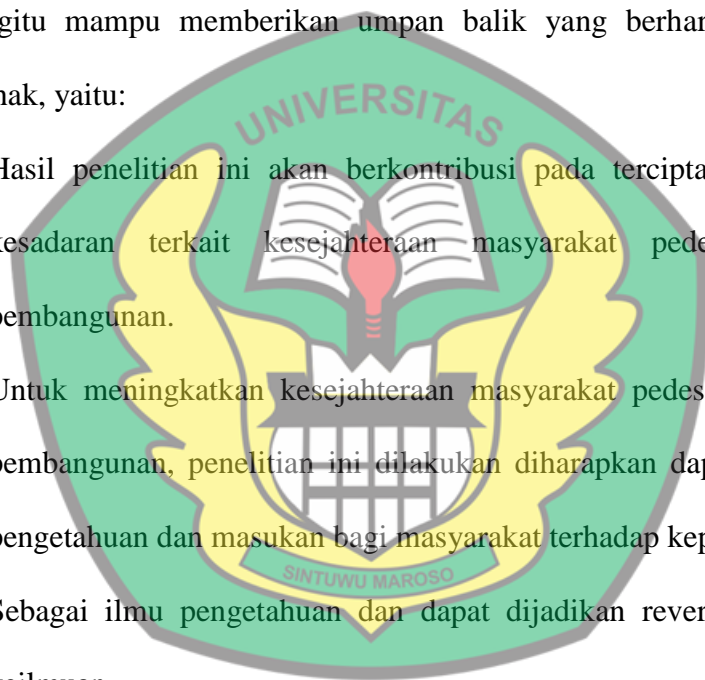 gitu mampu memberikan umpan balik yang berhar
nak, yaitu:
UNIVERSITAS
Hasil penelitian ini akan berkontribusi pada tercipta
kesadaran terkait kesejahteraan masyarakat pede
pembangunan.
Untuk meningkatkan kesejahteraan masyarakat pedes
pembangunan, penelitian ini dilakukan diharapkan dap
pengetahuan dan masukan bagi masyarakat terhadap kep
SINTUWU MAROSO
Sebagai ilmu pengetahuan dan dapat dijadikan rever